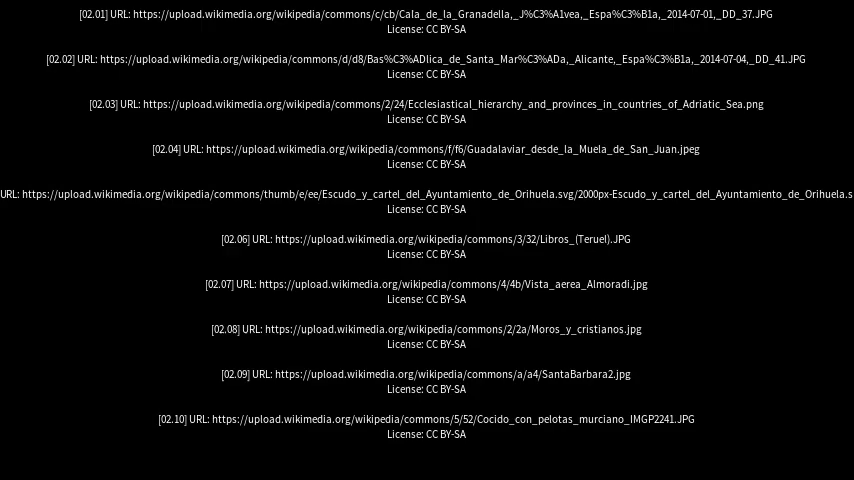 [02.01] URL: https://upload.wikimedia.org/wikipedia/commons/c/cb/Cala_de_la_Granadella,_J%C3%A1vea,_Espa%C3%B1a,_2014-07-01,_DD_37.JPG
License: CC BY-SA
[02.02] URL: https://upload.wikimedia.org/wikipedia/commons/d/d8/Bas%C3%ADlica_de_Santa_Mar%C3%ADa,_Alicante,_Espa%C3%B1a,_2014-07-04,_DD_41.JPG
License: CC BY-SA
[02.03] URL: https://upload.wikimedia.org/wikipedia/commons/2/24/Ecclesiastical_hierarchy_and_provinces_in_countries_of_Adriatic_Sea.png
License: CC BY-SA
[02.04] URL: https://upload.wikimedia.org/wikipedia/commons/f/f6/Guadalaviar_desde_la_Muela_de_San_Juan.jpeg
License: CC BY-SA
URL: https://upload.wikimedia.org/wikipedia/commons/thumb/e/ee/Escudo_y_cartel_del_Ayuntamiento_de_Orihuela.svg/2000px-Escudo_y_cartel_del_Ayuntamiento_de_Orihuela.s
License: CC BY-SA
[02.06] URL: https://upload.wikimedia.org/wikipedia/commons/3/32/Libros_(Teruel).JPG
License: CC BY-SA
[02.07] URL: https://upload.wikimedia.org/wikipedia/commons/4/4b/Vista_aerea_Almoradi.jpg
License: CC BY-SA
[02.08] URL: https://upload.wikimedia.org/wikipedia/commons/2/2a/Moros_y_cristianos.jpg
License: CC BY-SA
[02.09] URL: https://upload.wikimedia.org/wikipedia/commons/a/a4/SantaBarbara2.jpg
License: CC BY-SA
[02.10] URL: https://upload.wikimedia.org/wikipedia/commons/5/52/Cocido_con_pelotas_murciano_IMGP2241.JPG
License: CC BY-SA